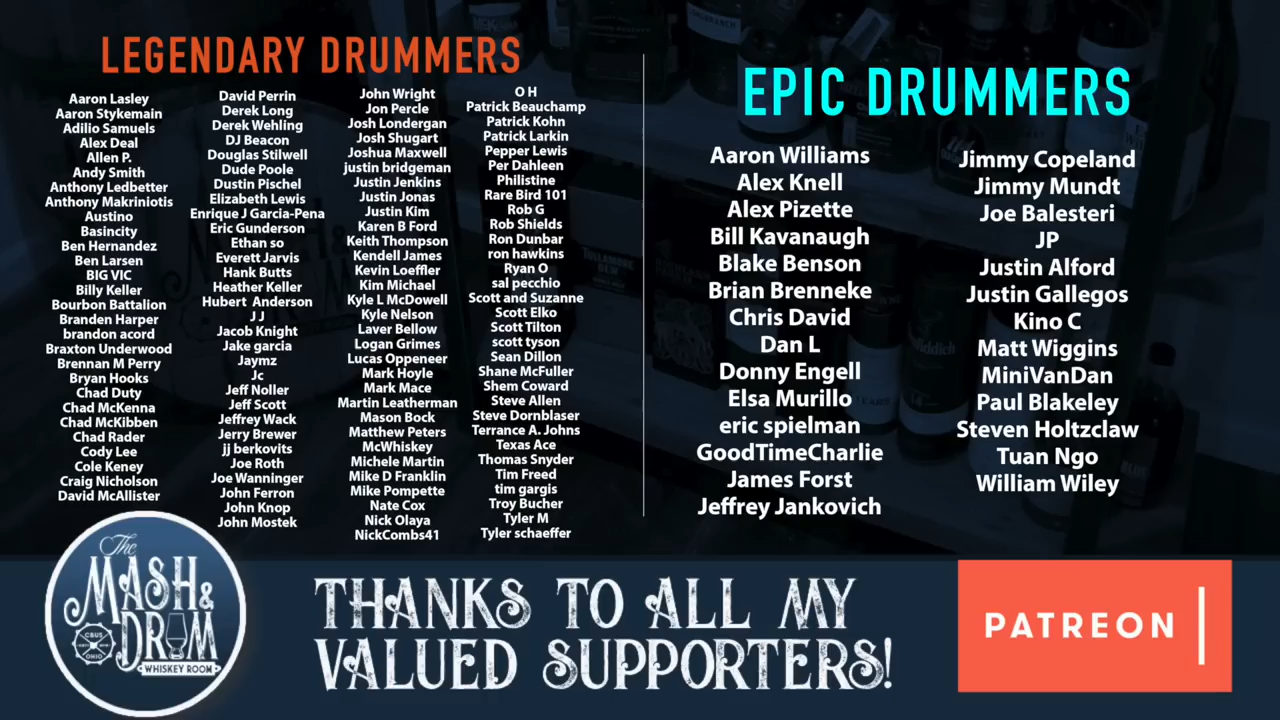 LEGENDARY DRUMMERS
Aaron Lasley
Aaron Stykemain
Adilio Samuels
Alex Deal
Allen P.
Andy Smith
Anthony Ledbetter
Anthony Makriniotis
Austino
Basincity
Ben Hernandez
Ben Larsen
BIG VIC
Billy Keller
Bourbon Battalion
Branden Harper
brandon acord
Braxton Underwood
Brennan M Perry
Bryan Hooks
Chad Duty
Chad McKenna
Chad McKibben
Chad Rader
Cody Lee
Cole Keney
Craig Nicholson
David McAllister
David Perrin
Derek Long
Derek Wehling
DJ Beacon
Douglas Stilwell
Dude Poole
Dustin Pischel
Elizabeth Lewis
Enrique J Garcia-Pena
Eric Gunderson
Ethan so
Everett Jarvis
Hank Butts
Heather Keller
Hubert Anderson
J J
Jacob Knight
Jake garcia
Jaymz
Jc
Jeff Noller
Jeff Scott
Jeffrey Wack
Jerry Brewer
jj berkovits
Joe Roth
Joe Wanninger
John Ferron
John Knop
John Mostek
John Wright
Jon Percle
Josh Londergan
Josh Shugart
Joshua Maxwell
justin bridgeman
Justin Jenkins
Justin Jonas
Justin Kim
Karen B Ford
Keith Thompson
Kendell James
Kevin Loeffler
Kim Michael
Kyle L McDowell
Kyle Nelson
Laver Bellow
Logan Grimes
Lucas Oppeneer
Mark Hoyle
Mark Mace
Martin Leatherman
Mason Bock
Matthew Peters
McWhiskey
Michele Martin
Mike D Franklin
Mike Pompette
Nate Cox
Nick Olaya
NickCombs41
O H
Patrick Beauchamp
Patrick Kohn
Patrick Larkin
Pepper Lewis
Per Dahleen
Philistine
Rare Bird 101
Rob G
Rob Shields
Ron Dunbar
ron hawkins
Ryan O
sal pecchio
Scott and Suzanne
Scott Elko
Scott Tilton
scott tyson
Sean Dillon
Shane McFuller
Shem Coward
Steve Allen
Steve Dornblaser
Terrance A. Johns
Texas Ace
Thomas Snyder
Tim Freed
tim gargis
Troy Bucher
Tyler M
Tyler schaeffer
EPIC DRUMMERS
Aaron Williams
Alex Knell
Alex Pizette
Bill Kavanaugh
Blake Benson
Brian Brenneke
Chris David
Dan L
Donny Engell
Elsa Murillo
eric spielman
GoodTimeCharlie
James Forst
Jeffrey Jankovich
Jimmy Copeland
Jimmy Mundt
Joe Balesteri
JP
Justin Alford
Justin Gallegos
Kino C
Matt Wiggins
MiniVanDan
Paul Blakeley
Steven Holtzclaw
Tuan Ngo
William Wiley
The
MASH &
DRUM
CBUS
OHIO
WHISKEY ROOM
THANKS TO ALL MY
VALUED SUPPORTERS!
PATREON